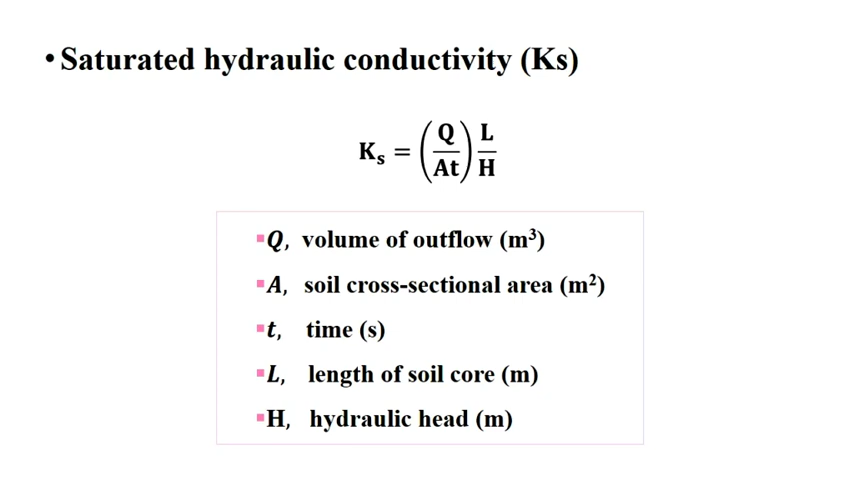 • Saturated hydraulic conductivity (Ks)
K_s = (Q/At) L/H
▪Q, volume of outflow (m³)
▪A, soil cross-sectional area (m²)
▪t, time (s)
▪L, length of soil core (m)
▪H, hydraulic head (m)